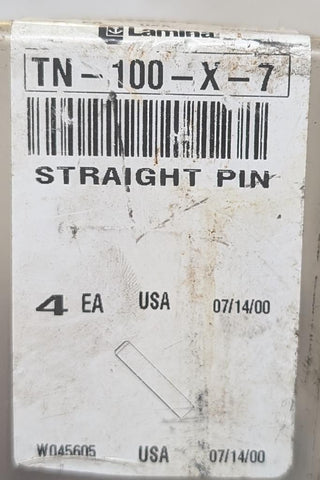 Lamina
TN-100-X-7
STRAIGHT PIN
4 EA USA 07/14/00
W045605 USA 07/14/00